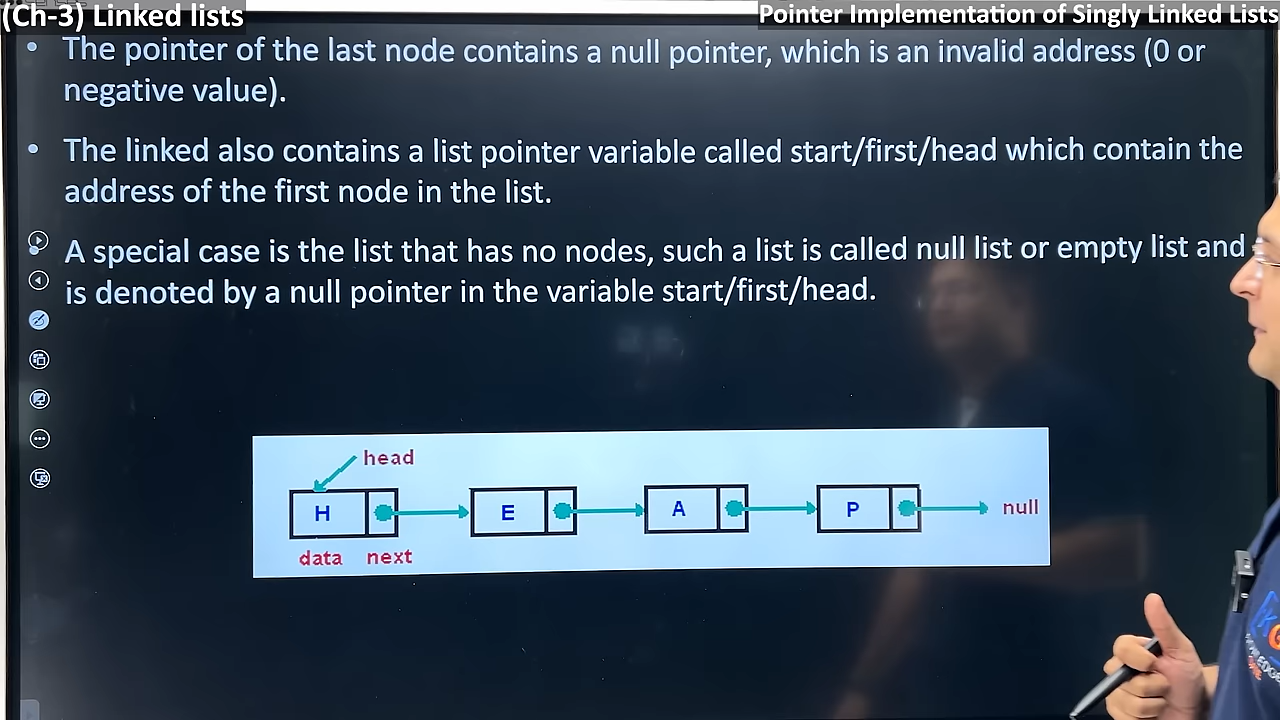 (Ch-3) Linked lists
Pointer Implementation of Singly Linked Lists
• The pointer of the last node contains a null pointer, which is an invalid address (0 or
negative value).
• The linked also contains a list pointer variable called start/first/head which contain the
address of the first node in the list.
• A special case is the list that has no nodes, such a list is called null list or empty list and
is denoted by a null pointer in the variable start/first/head.
head
H
E
A
P
null
data next